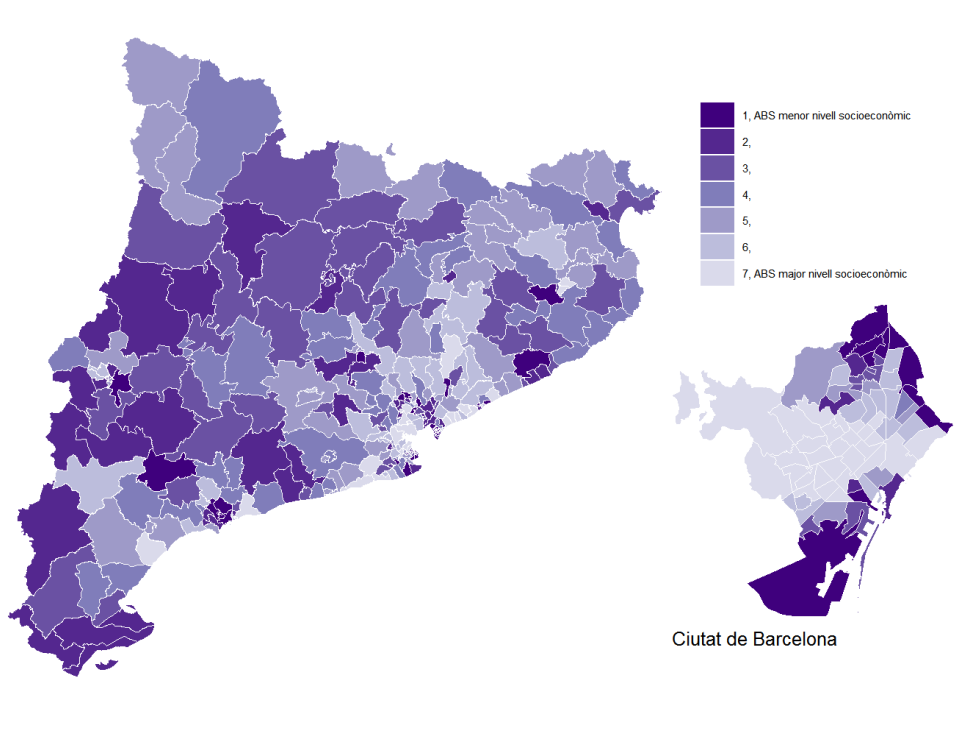 1, ABS menor nivell socioeconòmic
2,
3,
4,
5,
6,
7, ABS major nivell socioeconòmic
Ciutat de Barcelona